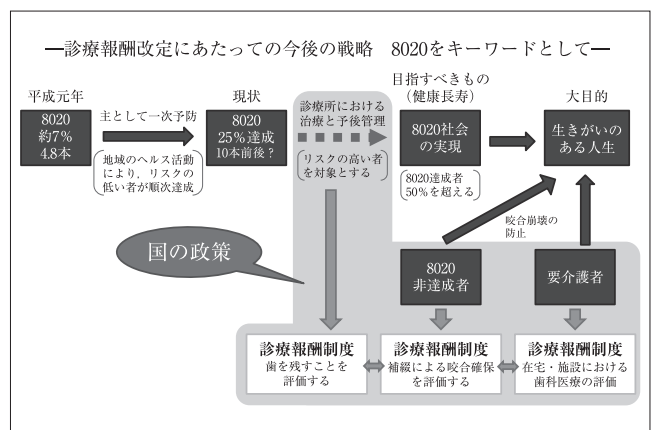 ―診療報酬改定にあたっての今後の戦略　8020をキーワードとして―
平成元年
8020
約7%
4.8本
主として一次予防
地域のヘルス活動
により，リスクの
低い者が順次達成
現状
8020
25%達成
10本前後？
診療所における
治療と予後管理
リスクの高い者
を対象とする
目指すべきもの
（健康長寿）
8020社会
の実現
8020達成者
50%を超える
大目的
生きがいの
ある人生
咬合崩壊の
防止
国の政策
8020
非達成者
要介護者
診療報酬制度
歯を残すことを
評価する
診療報酬制度
補綴による咬合確保
を評価する
診療報酬制度
在宅・施設における
歯科医療の評価